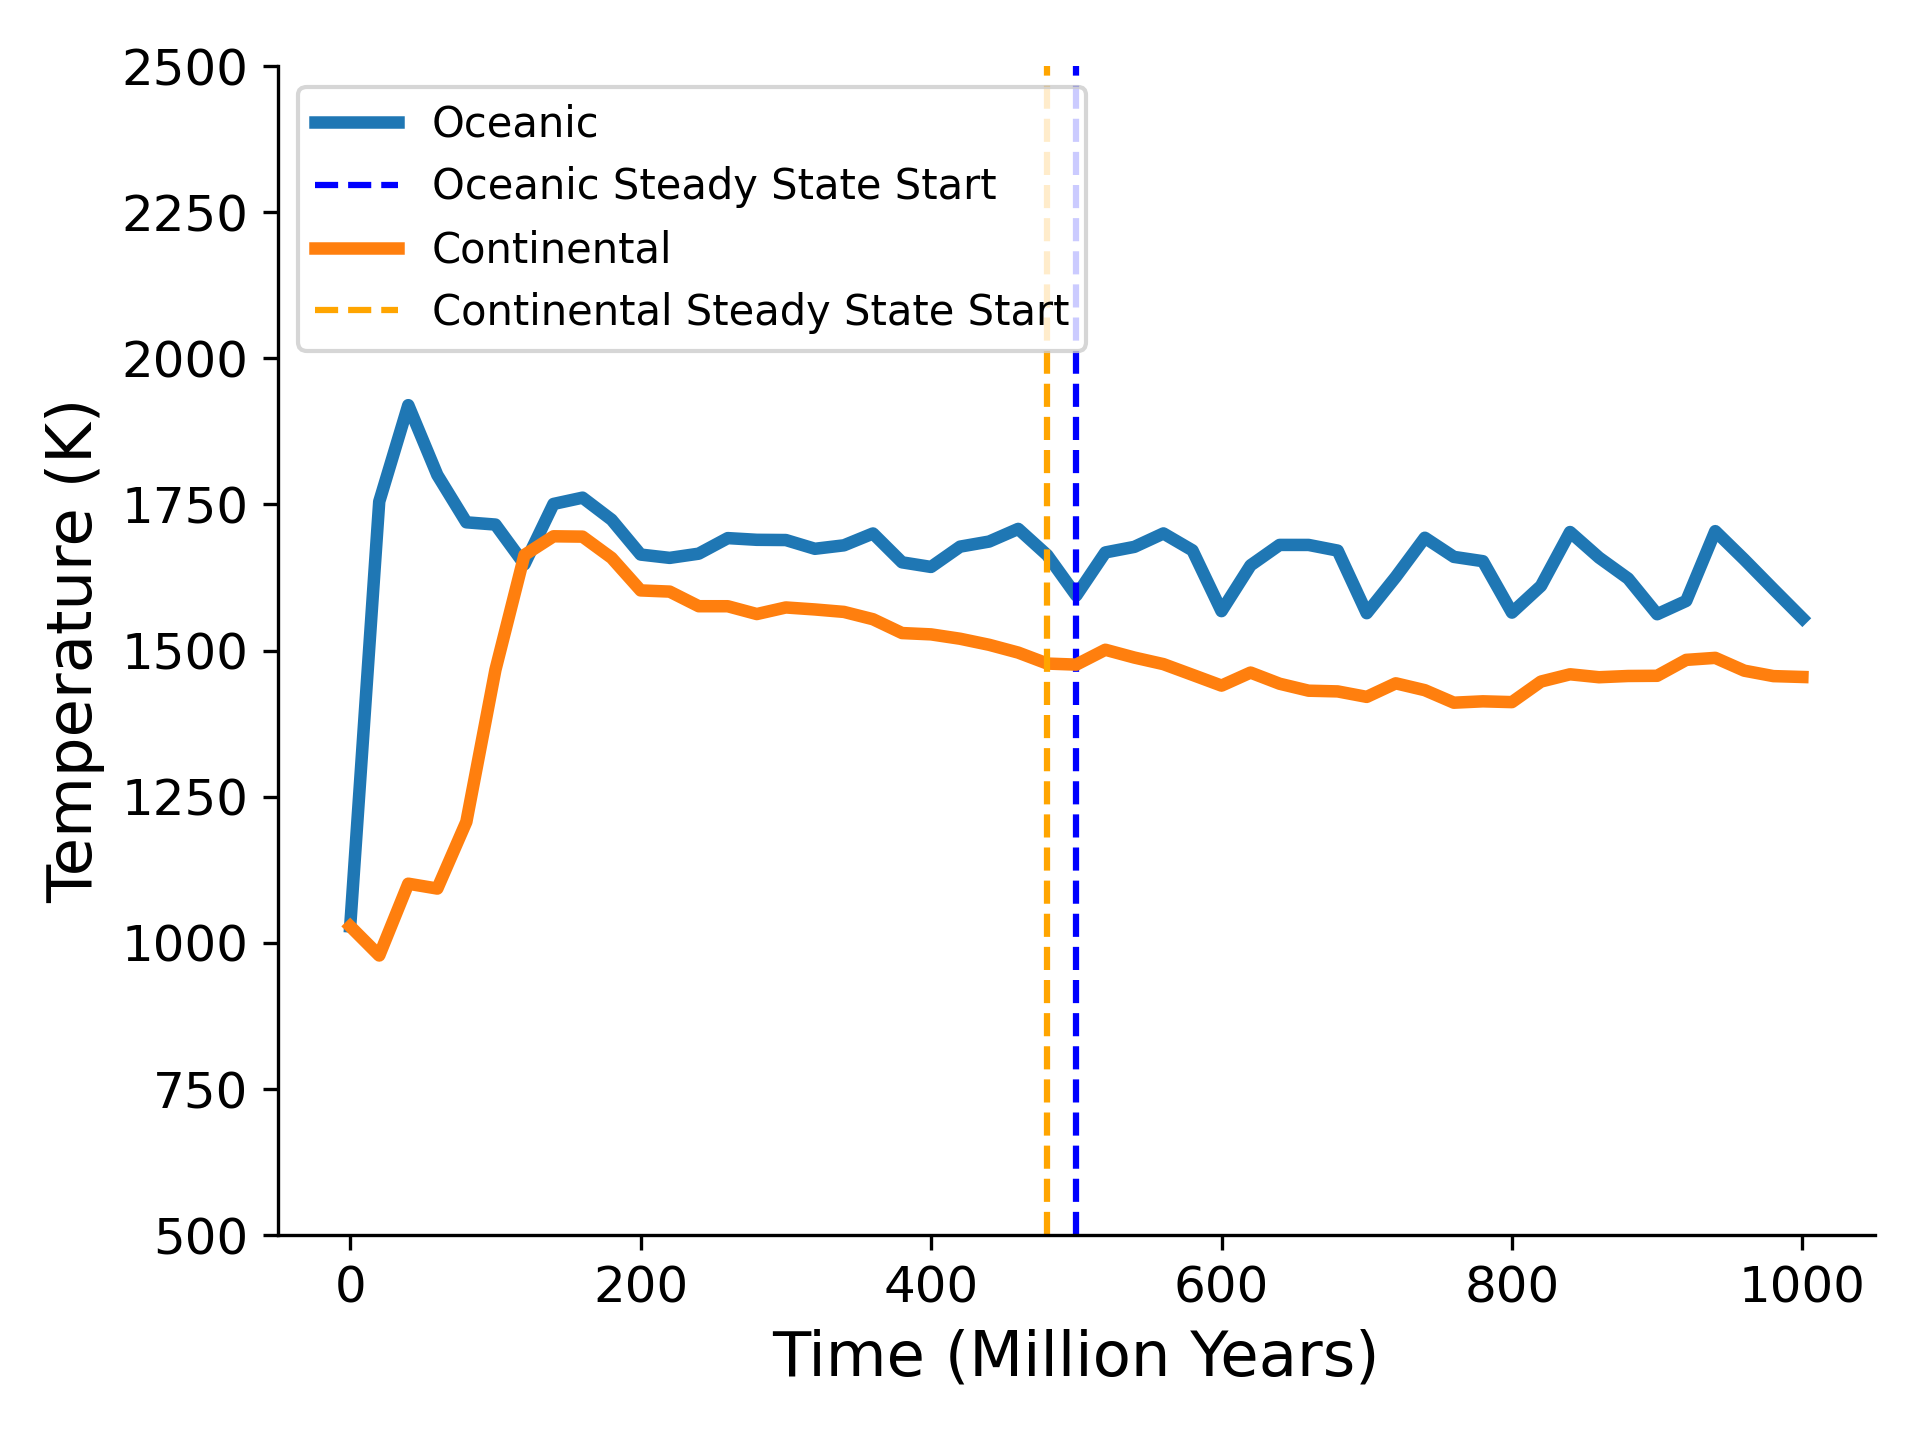 2500
2250
2000
1750
1500
1250
1000
750
500
Temperature (K)
Oceanic
Oceanic Steady State Start
Continental
Continental Steady State Start
0 200 400 600 800 1000
Time (Million Years)